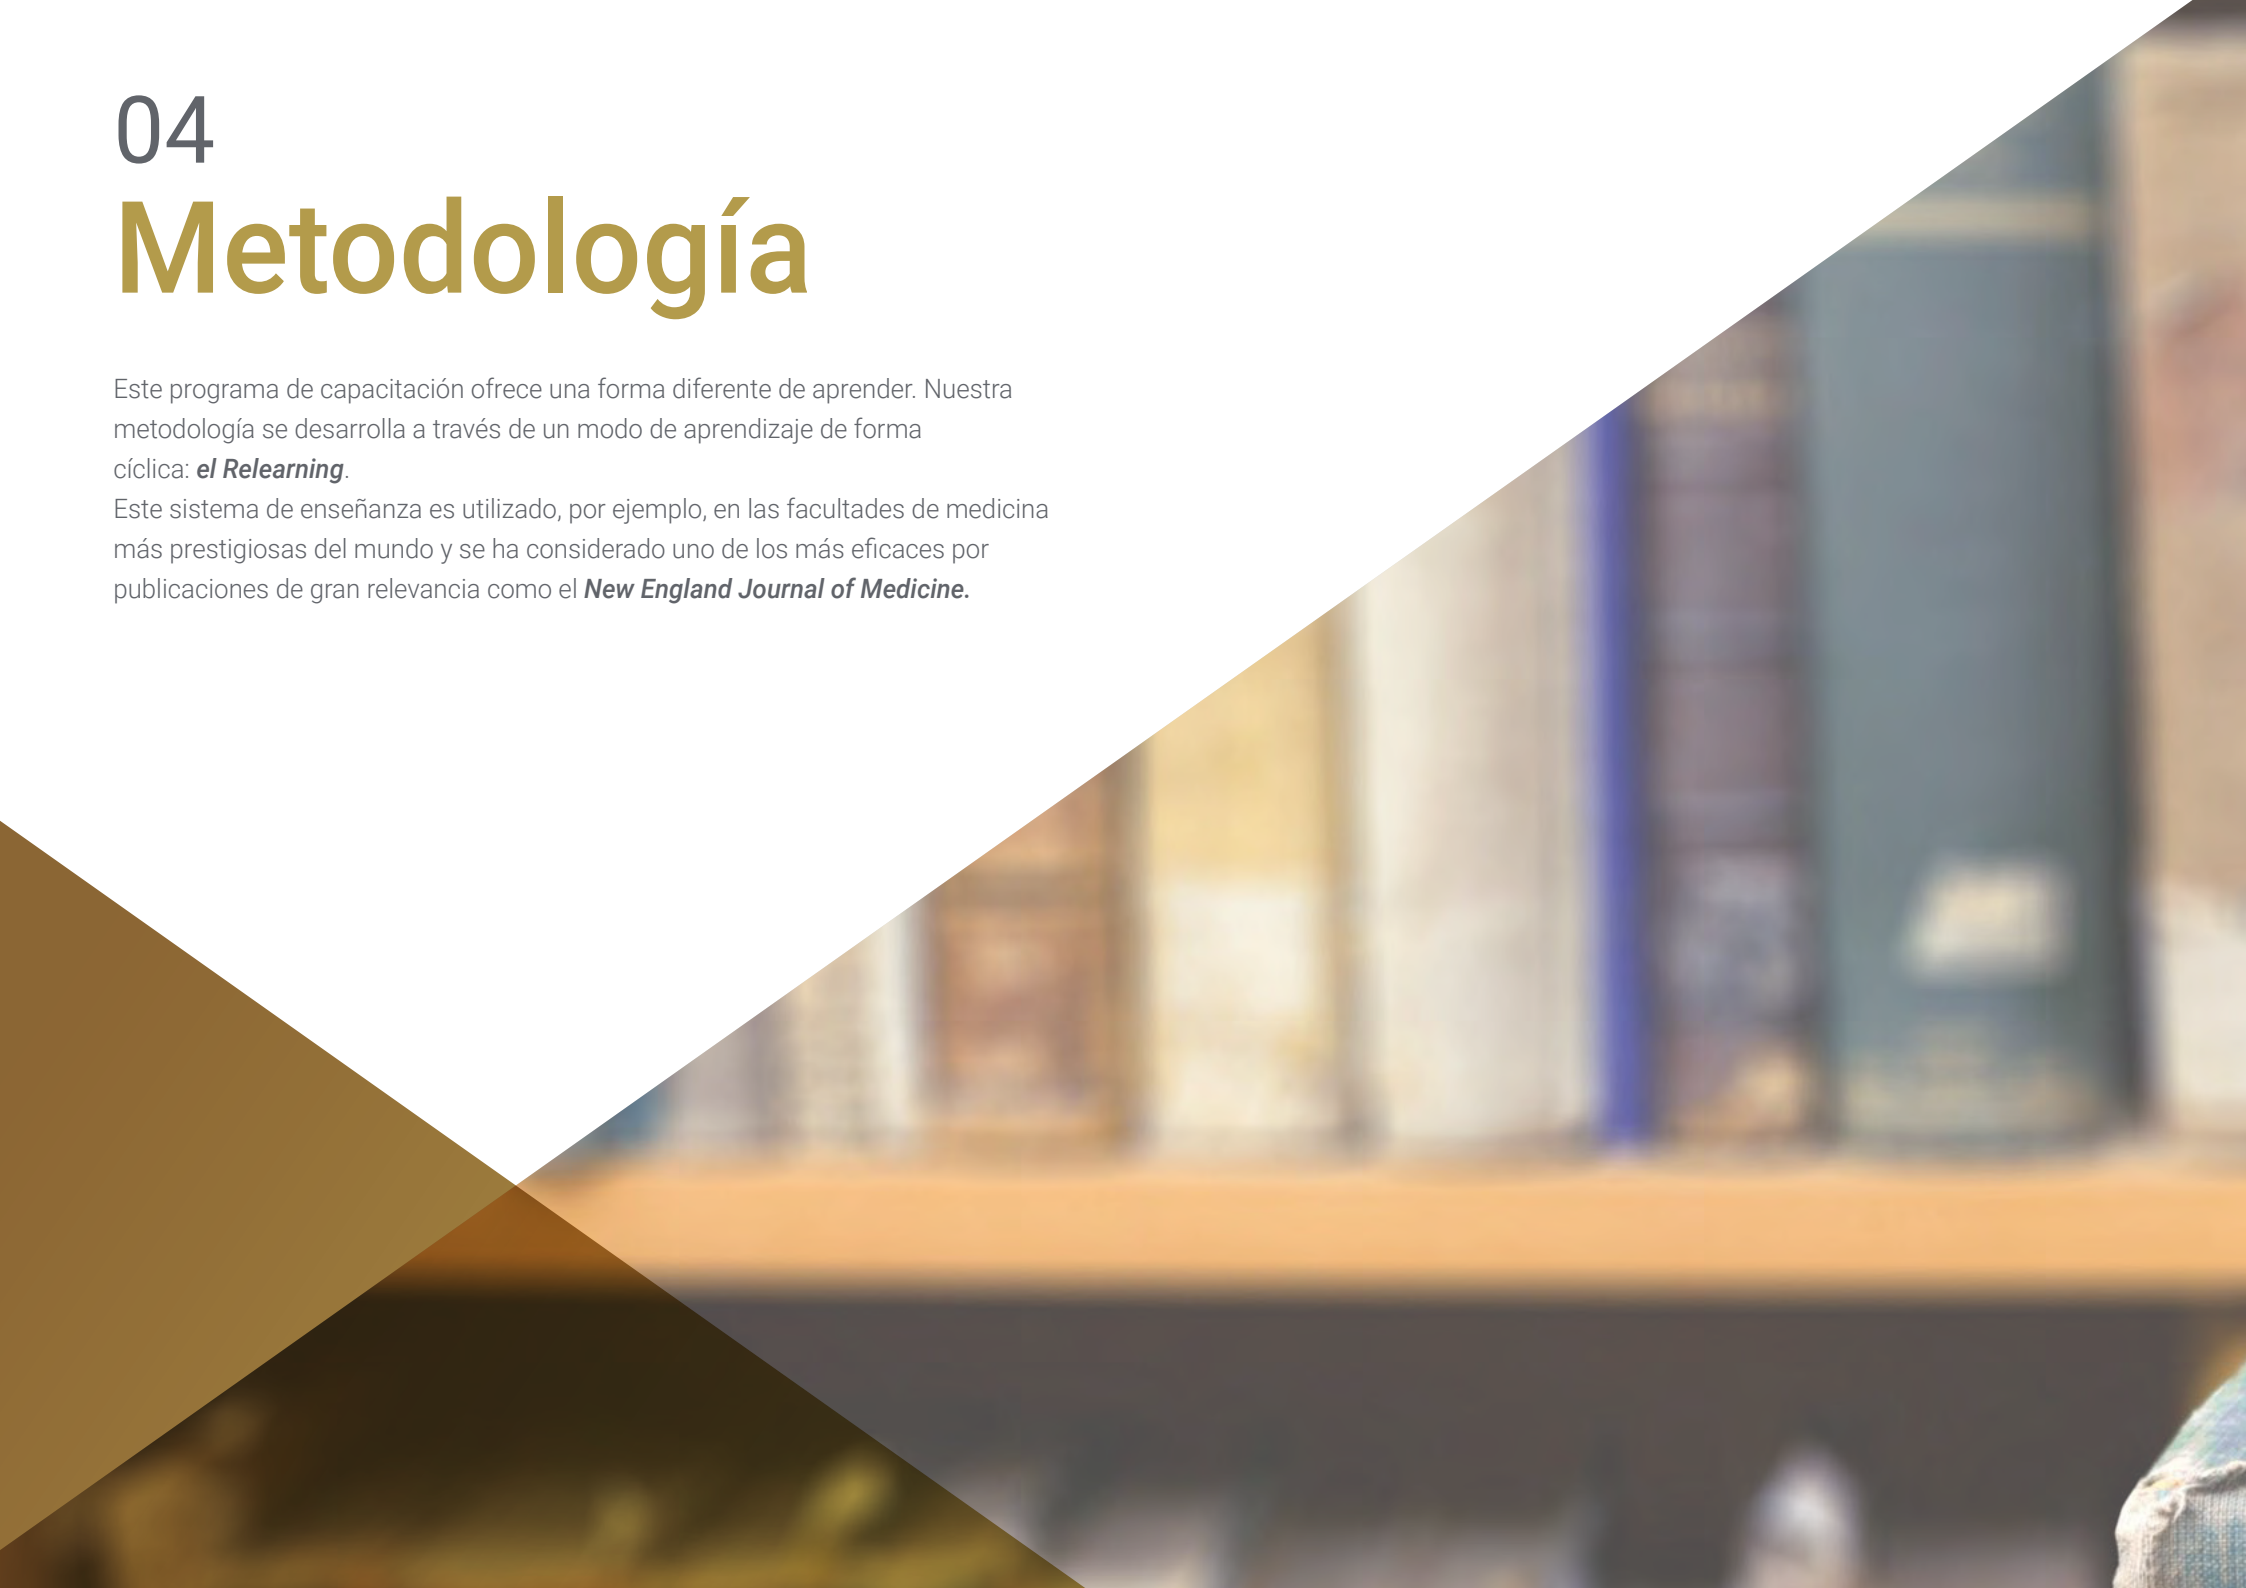 04
Metodología
Este programa de capacitación ofrece una forma diferente de aprender. Nuestra
metodología se desarrolla a través de un modo de aprendizaje de forma
cíclica: el Relearning.
Este sistema de enseñanza es utilizado, por ejemplo, en las facultades de medicina
más prestigiosas del mundo y se ha considerado uno de los más eficaces por
publicaciones de gran relevancia como el New England Journal of Medicine.